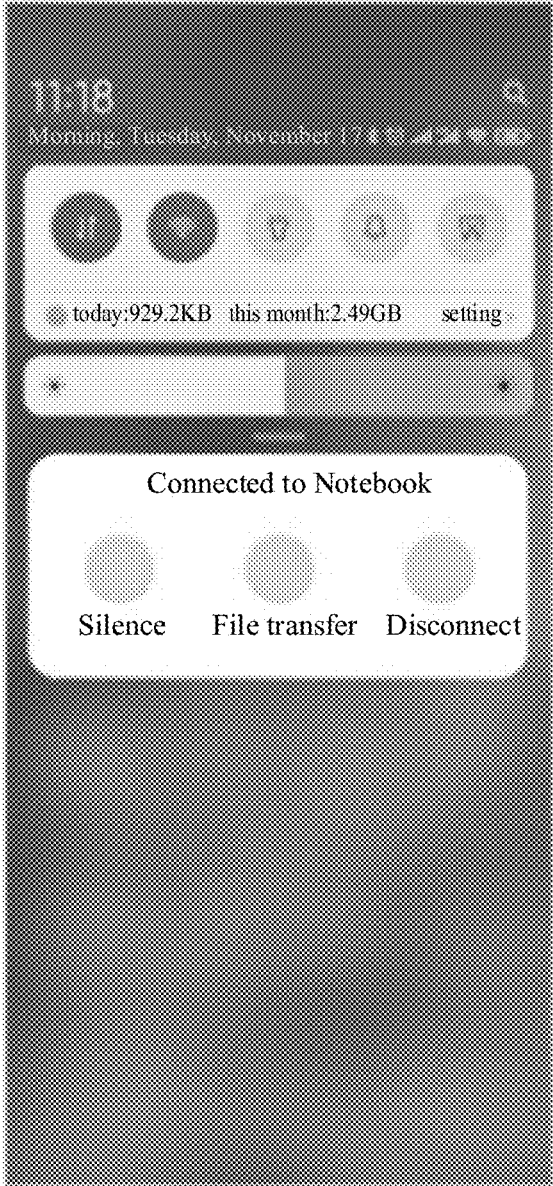 11:18
Morning, Tuesday, November 17
today:929.2KB this month:2.49GB setting
Connected to Notebook
Silence File transfer Disconnect